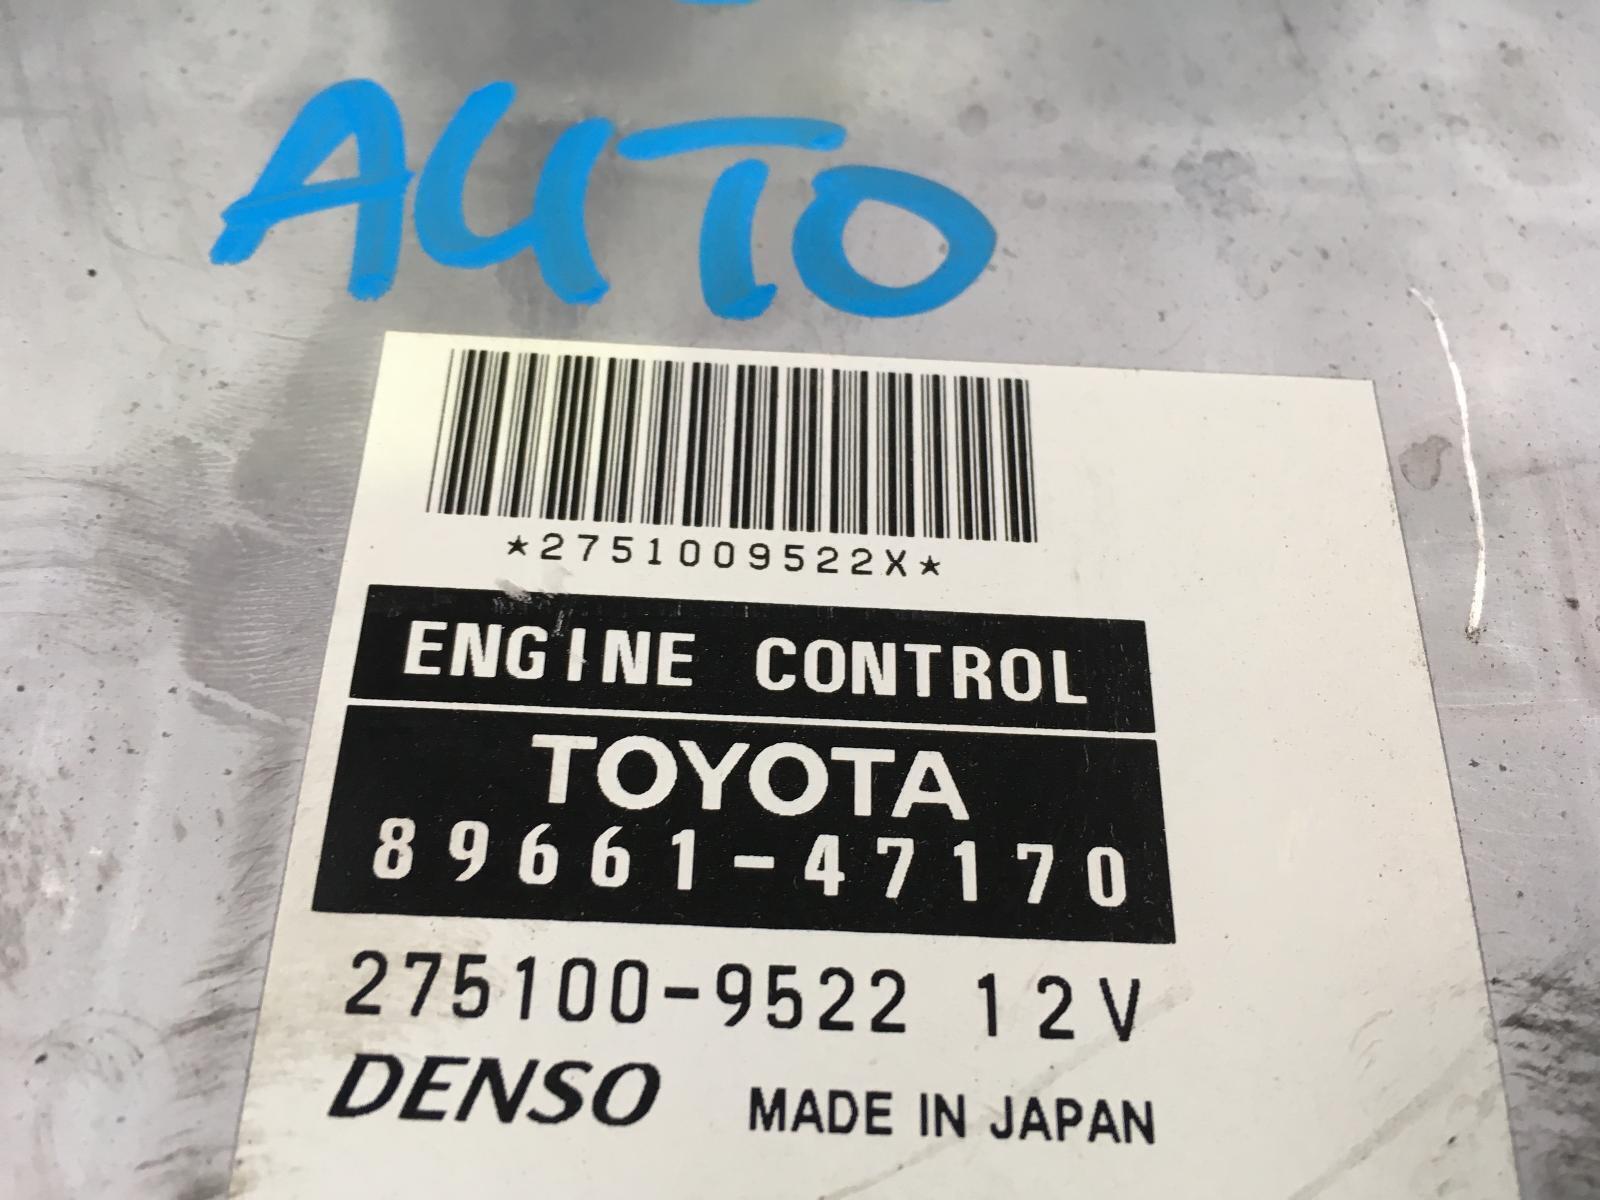 AUTO
*2751009522X*
ENGINE CONTROL
TOYOTA
89661-47170
275100-9522 12V
DENSO MADE IN JAPAN